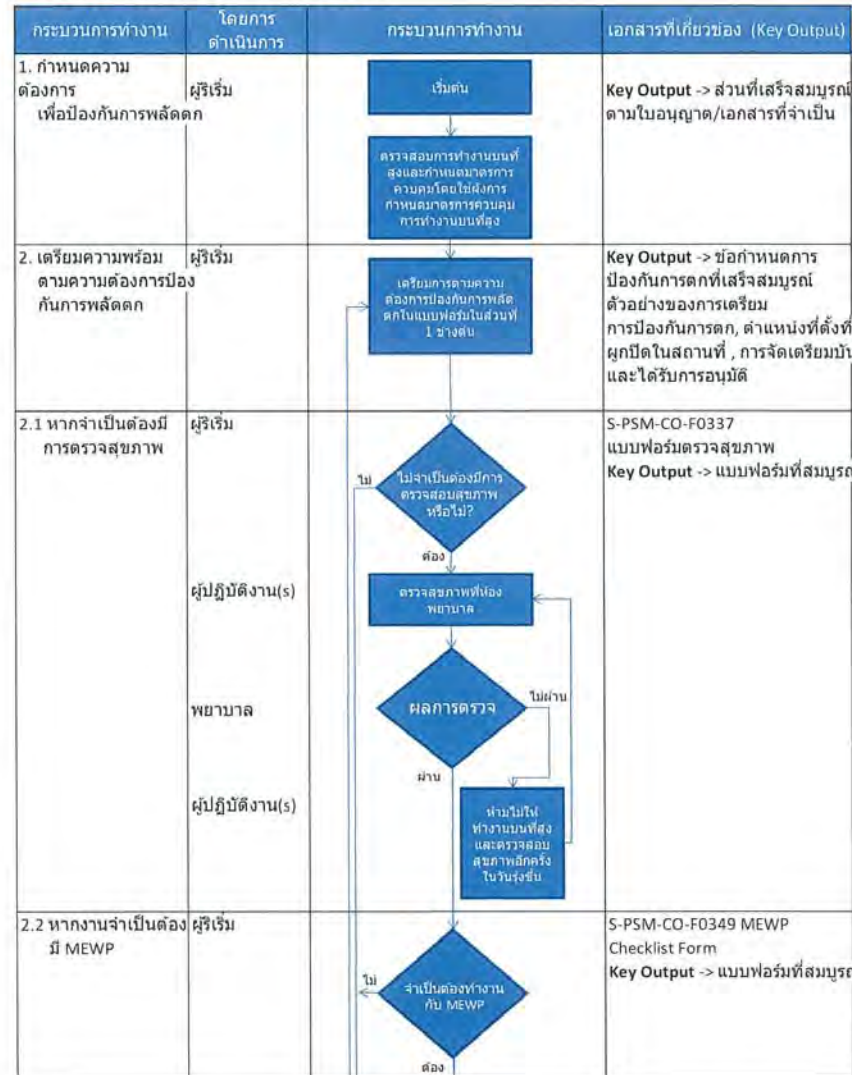 กระบวนการทำงาน
โดยการ
ดำเนินการ
กระบวนการทำงาน
เอกสารที่เกี่ยวข้อง (Key Output)
1. กำหนดความ
ต้องการ
เพื่อป้องกันการพลัดตก
ผู้ริเริ่ม
เริ่มต้น
ตรวจสอบการทำงานบนที่
สูงและกำหนดมาตรการ
ควบคุมโดยใช้ผังการ
กำหนดมาตรการควบคุม
การทำงานบนที่สูง
Key Output -> ส่วนที่เสร็จสมบูรณ์
ตามใบอนุญาต/เอกสารที่จำเป็น
2. เตรียมความพร้อม
ตามความต้องการป้อง
กันการพลัดตก
ผู้ริเริ่ม
เตรียมการตามความ
ต้องการป้องกันการพลัด
ตกในแบบฟอร์มในส่วนที่
1 ข้างต้น
Key Output -> ข้อกำหนดการ
ป้องกันการตกที่เสร็จสมบูรณ์
ตัวอย่างของการเตรียม
การป้องกันการตก, ตำแหน่งที่ตั้งที่
ผูกปิดในสถานที่ , การจัดเตรียมบัน
และได้รับการอนุมัติ
2.1 หากจำเป็นต้องมี
การตรวจสุขภาพ
ผู้ริเริ่ม
ไม่จำเป็นต้องมีการ
ตรวจสอบสุขภาพ
หรือไม่?
ไม่
ต้อง
S-PSM-CO-F0337
แบบฟอร์มตรวจสุขภาพ
Key Output -> แบบฟอร์มที่สมบูรณ์
ผู้ปฏิบัติงาน(s)
ตรวจสุขภาพที่ห้อง
พยาบาล
พยาบาล
ผลการตรวจ
ไม่ผ่าน
ผ่าน
ผู้ปฏิบัติงาน(s)
ห้ามไม่ให้
ทำงานบนที่สูง
และตรวจสอบ
สุขภาพอีกครั้ง
ในวันรุ่งขึ้น
2.2 หากงานจำเป็นต้อง
มี MEWP
ผู้ริเริ่ม
ไม่
จำเป็นต้องทำงาน
กับ MEWP
ต้อง
S-PSM-CO-F0349 MEWP
Checklist Form
Key Output -> แบบฟอร์มที่สมบูรณ์